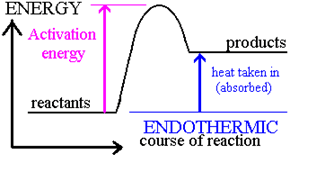 ENERGY
Activation
energy
products
heat taken in
(absorbed)
reactants
ENDOTHERMIC
course of reaction